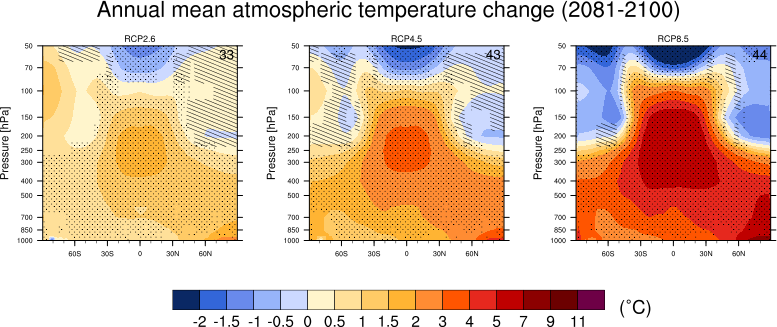 Annual mean atmospheric temperature change (2081-2100)
RCP2.6 RCP4.5 RCP8.5
33 43 44
Pressure [hPa] Pressure [hPa] Pressure [hPa]
50 50 50
70 70 70
100 100 100
150 150 150
200 200 200
250 250 250
300 300 300
400 400 400
500 500 500
700 700 700
850 850 850
1000 1000 1000
60S 30S 0 30N 60N 60S 30S 0 30N 60N 60S 30S 0 30N 60N
-2 -1.5 -1 -0.5 0 0.5 1 1.5 2 3 4 5 7 9 11 (°C)